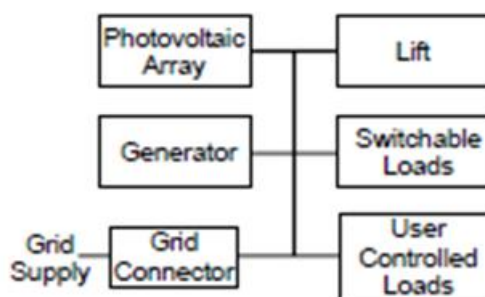 Photovoltaic
Array
Lift
Generator
Switchable
Loads
Grid
Supply
Grid
Connector
User
Controlled
Loads